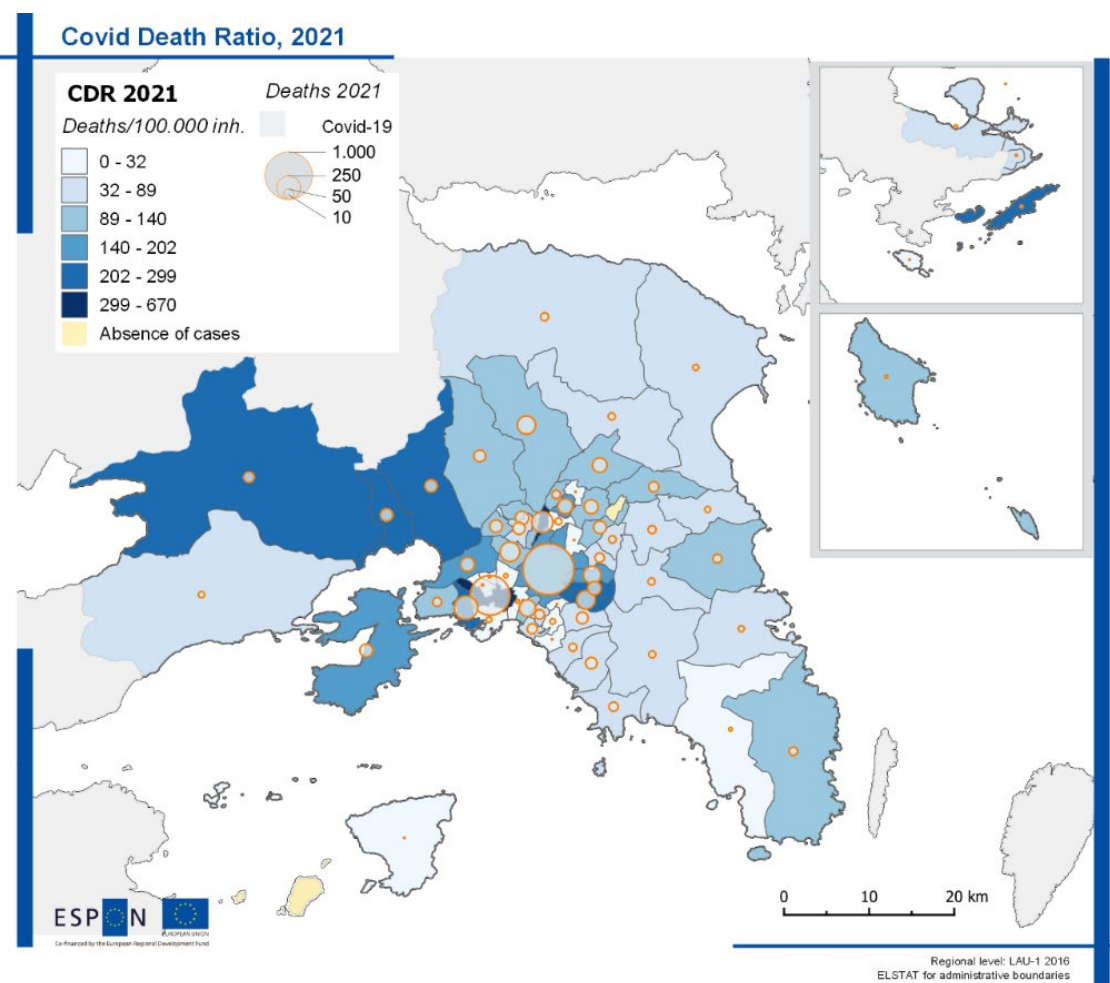 Covid Death Ratio, 2021
CDR 2021
Deaths/100.000 inh.
0 - 32
32 - 89
89 - 140
140 - 202
202 - 299
299 - 670
Absence of cases
Deaths 2021
Covid-19
1.000
250
50
10
0 10 20 km
ESPON
EUROPEAN UNION
Co-financed by the European Regional Development Fund
Regional level: LAU-1 2016
ELSTAT for administrative boundaries